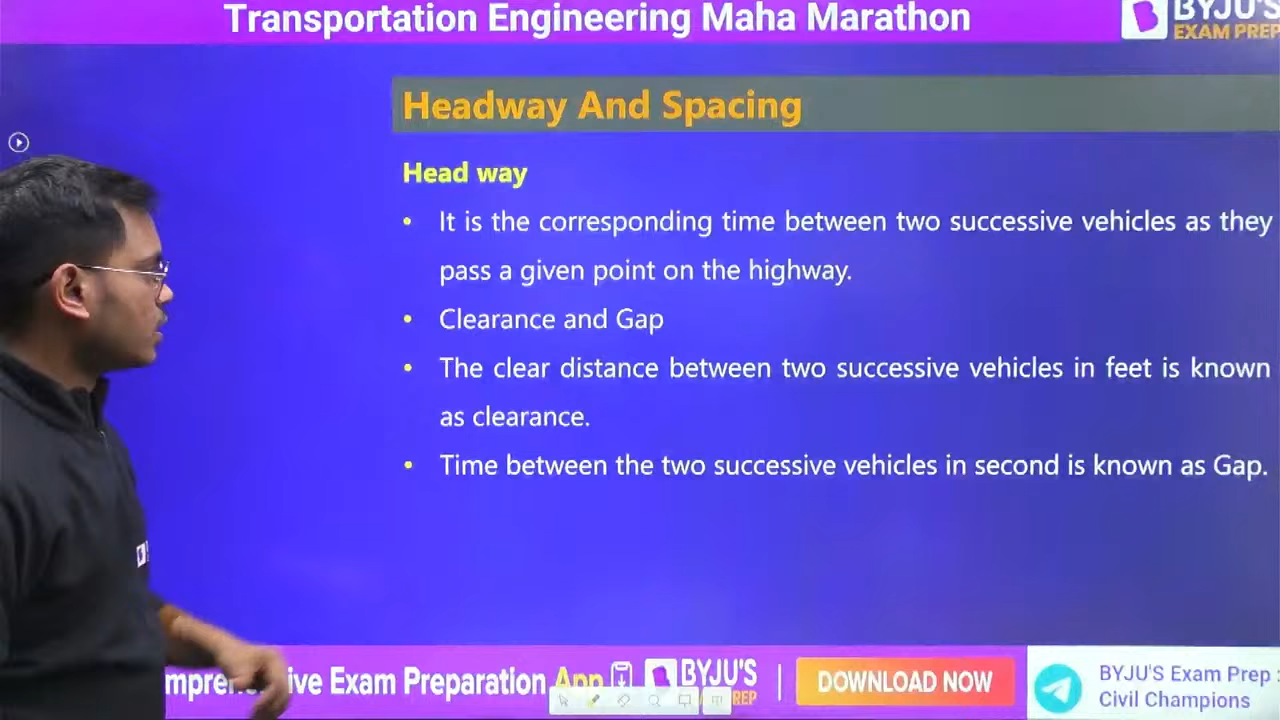 Transportation Engineering Maha Marathon
BYJU'S
EXAM PREP
Headway And Spacing
Head way
• It is the corresponding time between two successive vehicles as they
pass a given point on the highway.
• Clearance and Gap
• The clear distance between two successive vehicles in feet is known
as clearance.
• Time between the two successive vehicles in second is known as Gap.
Exam Preparation App
BYJU'S
DOWNLOAD NOW
BYJU'S Exam Prep :
Civil Champions